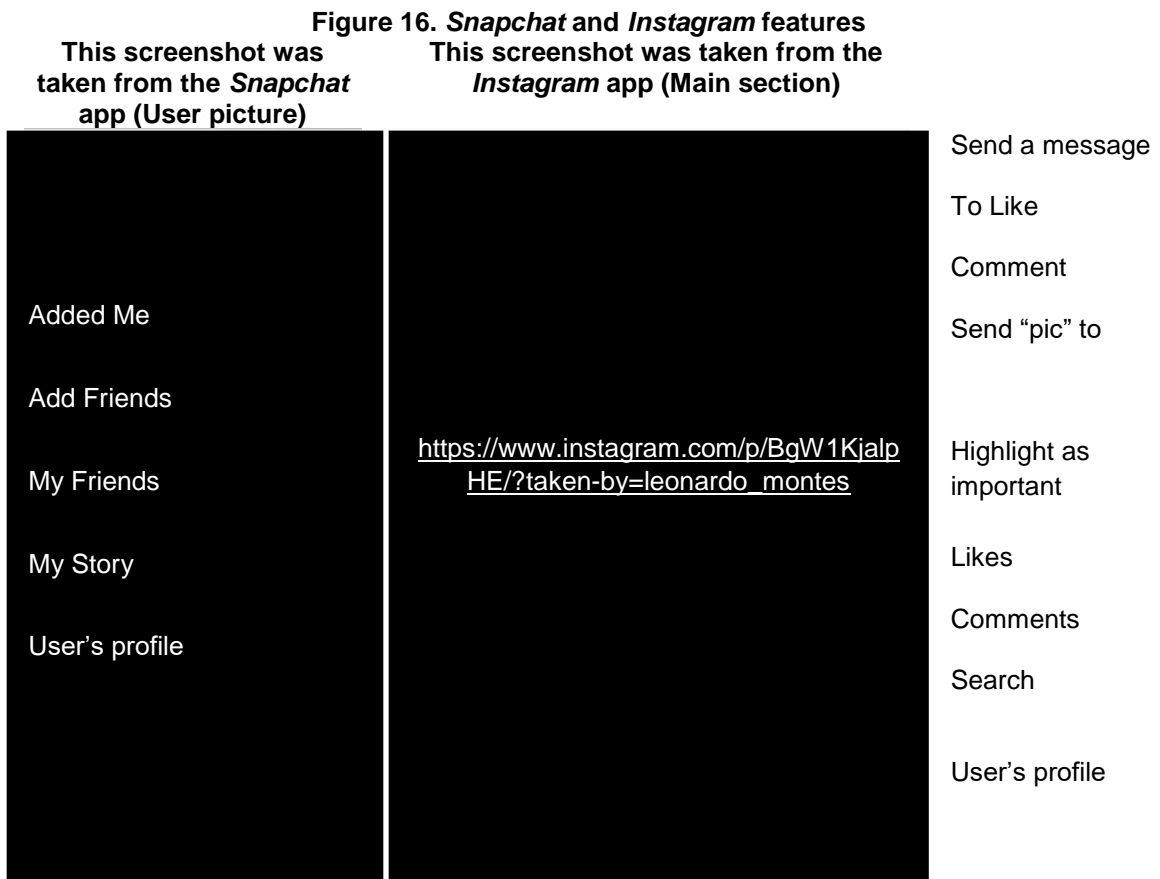 Figure 16. Snapchat and Instagram features
This screenshot was
taken from the Snapchat
app (User picture)
This screenshot was taken from the
Instagram app (Main section)
Added Me
Add Friends
My Friends
My Story
User’s profile
https://www.instagram.com/p/BgW1Kjalp
HE/?taken-by=leonardo_montes
Send a message
To Like
Comment
Send “pic” to
Highlight as
important
Likes
Comments
Search
User’s profile